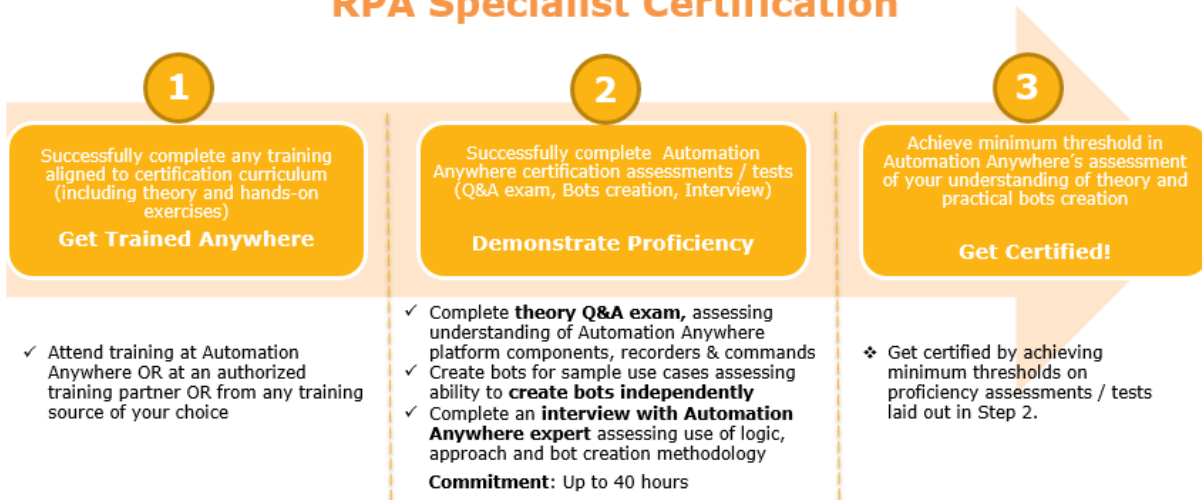 RPA Specialist Certification
1
Successfully complete any training
aligned to certification curriculum
(including theory and hands-on
exercises)
Get Trained Anywhere
✓ Attend training at Automation
Anywhere OR at an authorized
training partner OR from any training
source of your choice
2
Successfully complete Automation
Anywhere certification assessments / tests
(Q&A exam, Bots creation, Interview)
Demonstrate Proficiency
✓ Complete theory Q&A exam, assessing
understanding of Automation Anywhere
platform components, recorders & commands
✓ Create bots for sample use cases assessing
ability to create bots independently
✓ Complete an interview with Automation
Anywhere expert assessing use of logic,
approach and bot creation methodology
Commitment: Up to 40 hours
3
Achieve minimum threshold in
Automation Anywhere´s assessment
of your understanding of theory and
practical bots creation
Get Certified!
❖ Get certified by achieving
minimum thresholds on
proficiency assessments / tests
laid out in Step 2.